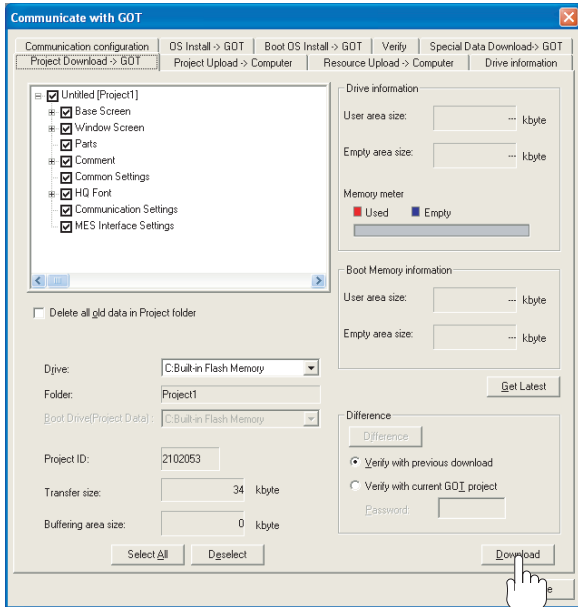 Communicate with GOT
Communication configuration OS Install -> GOT Boot OS Install -> GOT Verify Special Data Download-> GOT
Project Download -> GOT Project Upload -> Computer Resource Upload -> Computer Drive information
Untitled [Project1]
Base Screen
Window Screen
Parts
Comment
Common Settings
HQ Font
Communication Settings
MES Interface Settings
Delete all old data in Project folder
Drive: C:Built-in Flash Memory
Folder: Project1
Boot Drive(Project Data) : C:Built-in Flash Memory
Project ID: 2102053
Transfer size: 34 kbyte
Buffering area size: 0 kbyte
Select All Deselect
Drive information
User area size: --- kbyte
Empty area size: --- kbyte
Memory meter
Used Empty
Boot Memory information
User area size: --- kbyte
Empty area size: --- kbyte
Get Latest
Difference
Difference
Verify with previous download
Verify with current GOT project
Password:
Download